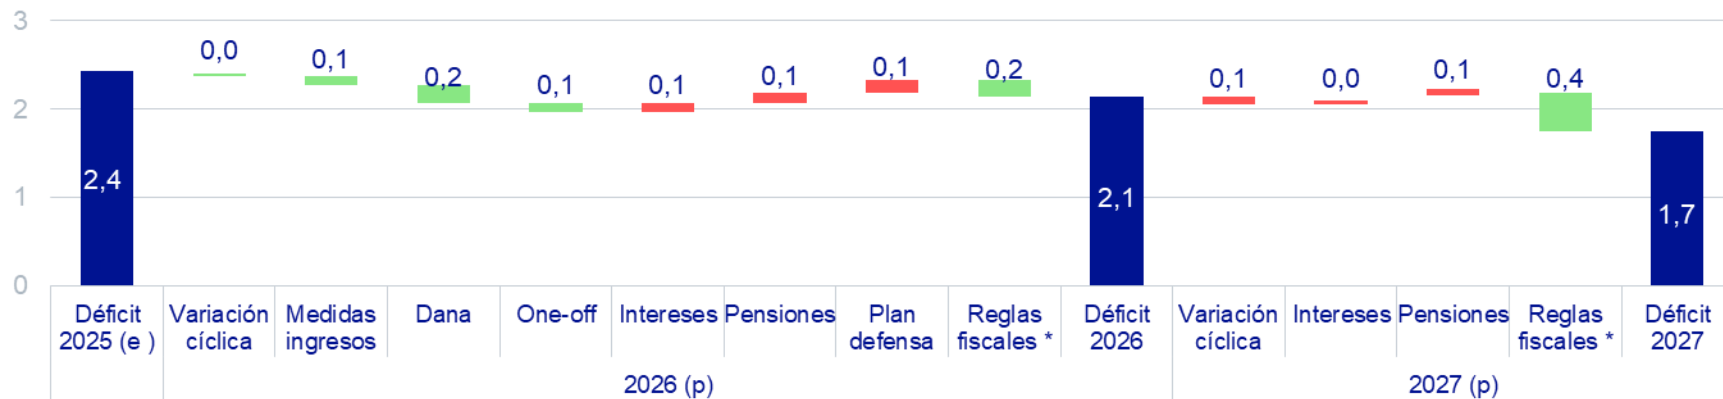 3
2
1
0
2,4
0,0
0,1
0,2
0,1
0,1
0,1
0,1
0,2
2,1
0,1
0,0
0,1
0,4
1,7
Déficit
2025 (e )
Variación
cíclica
Medidas
ingresos
Dana
One-off
Intereses
Pensiones
Plan
defensa
Reglas
fiscales *
Déficit
2026
Variación
cíclica
Intereses
Pensiones
Reglas
fiscales *
Déficit
2027
2026 (p)
2027 (p)